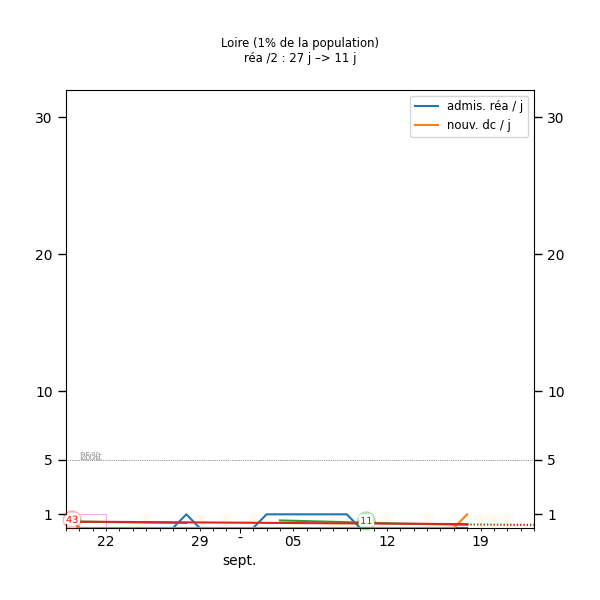 Loire (1% de la population)
réa /2 : 27 j –> 11 j
admis. réa / j
nouv. dc / j
30 30
20 20
10 10
5 5
1 1
43
11
22 29 - 05 12 19
sept.